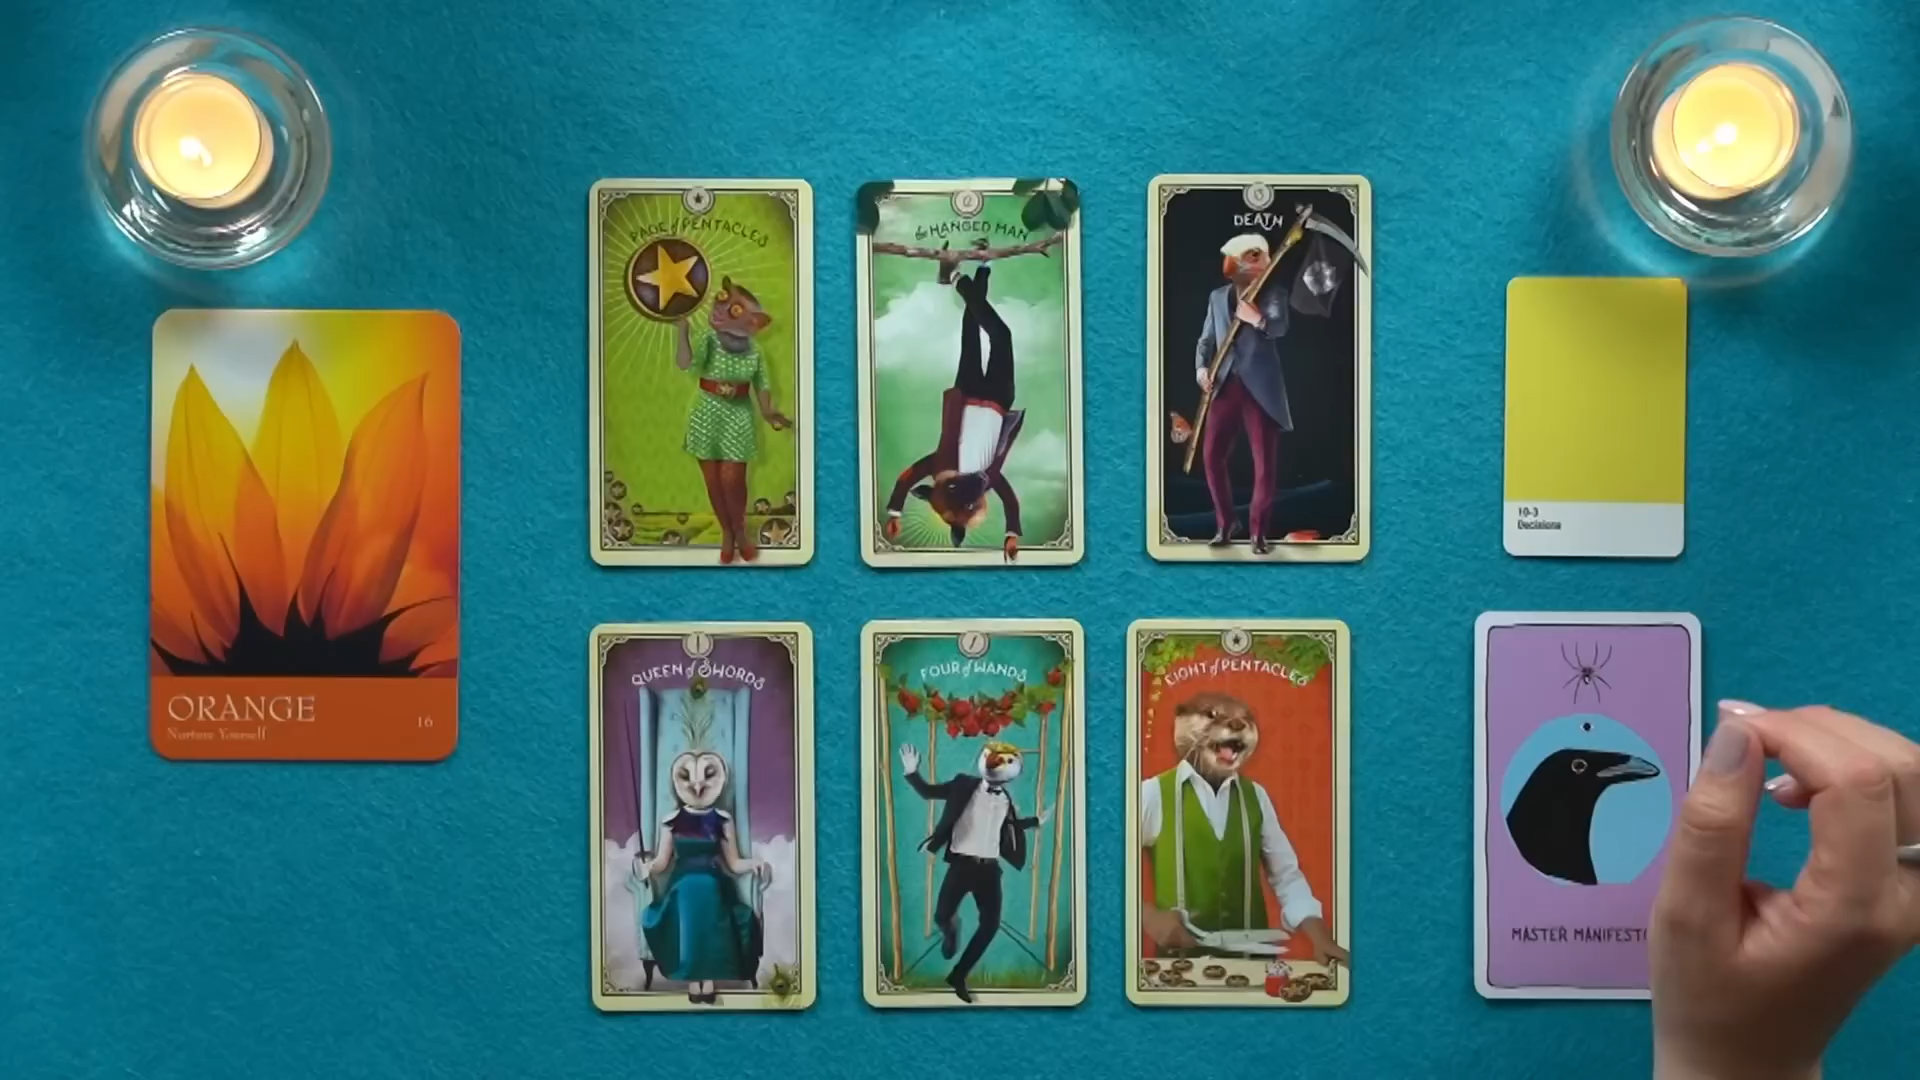 PAGE of PENTACLES
the HANGED MAN
DEATH
10-3
Decisions
ORANGE
16
Nurture Yourself
QUEEN of SWORDS
FOUR of WANDS
EIGHT of PENTACLES
MASTER MANIFESTI